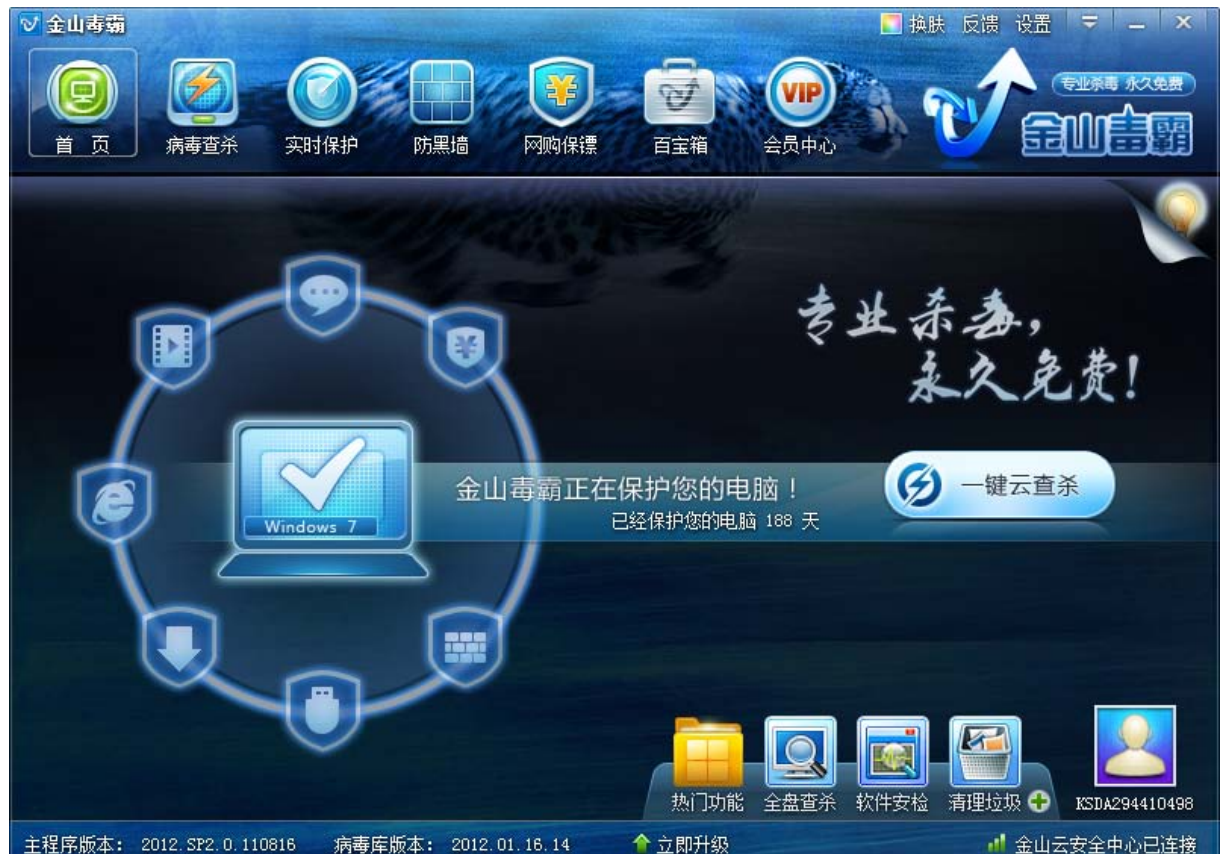 金山毒霸
换肤 反馈 设置
首 页 病毒查杀 实时保护 防黑墙 网购保镖 百宝箱 VIP 会员中心
专业杀毒 永久免费
金山毒霸
专业杀毒,
永久免费!
Windows 7
金山毒霸正在保护您的电脑!
已经保护您的电脑 188 天
一键云查杀
热门功能 全盘查杀 软件安检 清理垃圾 KSDA294410498
主程序版本: 2012.SP2.0.110816 病毒库版本: 2012.01.16.14 立即升级 金山云安全中心已连接